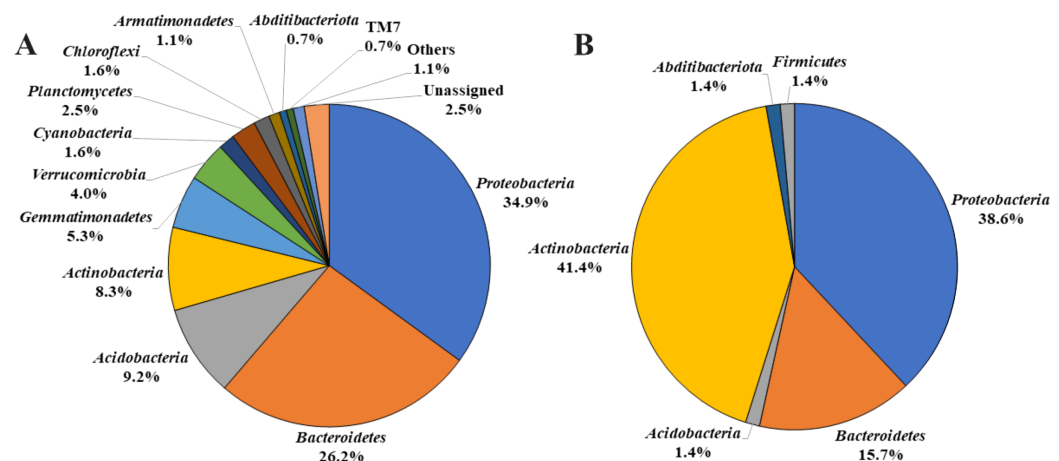 A
Armatimonadetes
1.1%
Abditibacteriota
0.7%
TM7
0.7%
Others
1.1%
Unassigned
2.5%
Chloroflexi
1.6%
Planctomycetes
2.5%
Cyanobacteria
1.6%
Verrucomicrobia
4.0%
Gemmatimonadetes
5.3%
Actinobacteria
8.3%
Acidobacteria
9.2%
Bacteroidetes
26.2%
Proteobacteria
34.9%
B
Abditibacteriota
1.4%
Firmicutes
1.4%
Proteobacteria
38.6%
Actinobacteria
41.4%
Acidobacteria
1.4%
Bacteroidetes
15.7%